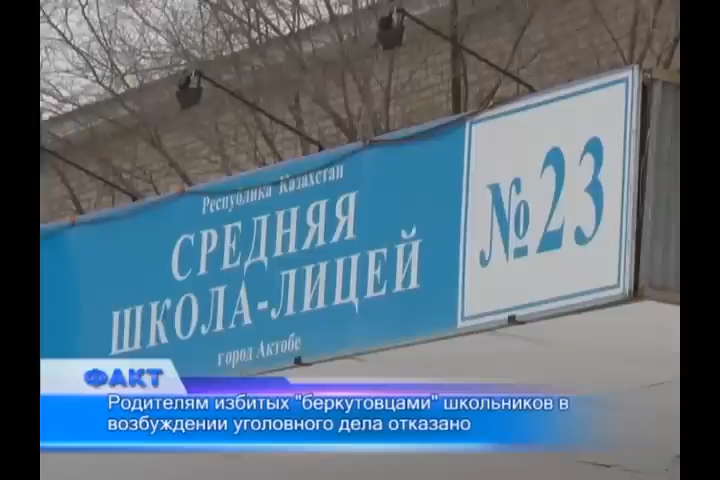 Республика Казахстан
СРЕДНЯЯ
ШКОЛА-ЛИЦЕЙ
город Актобе
№23
ФАКТ
Родителям избитых "беркутовцами" школьников в
возбуждении уголовного дела отказано